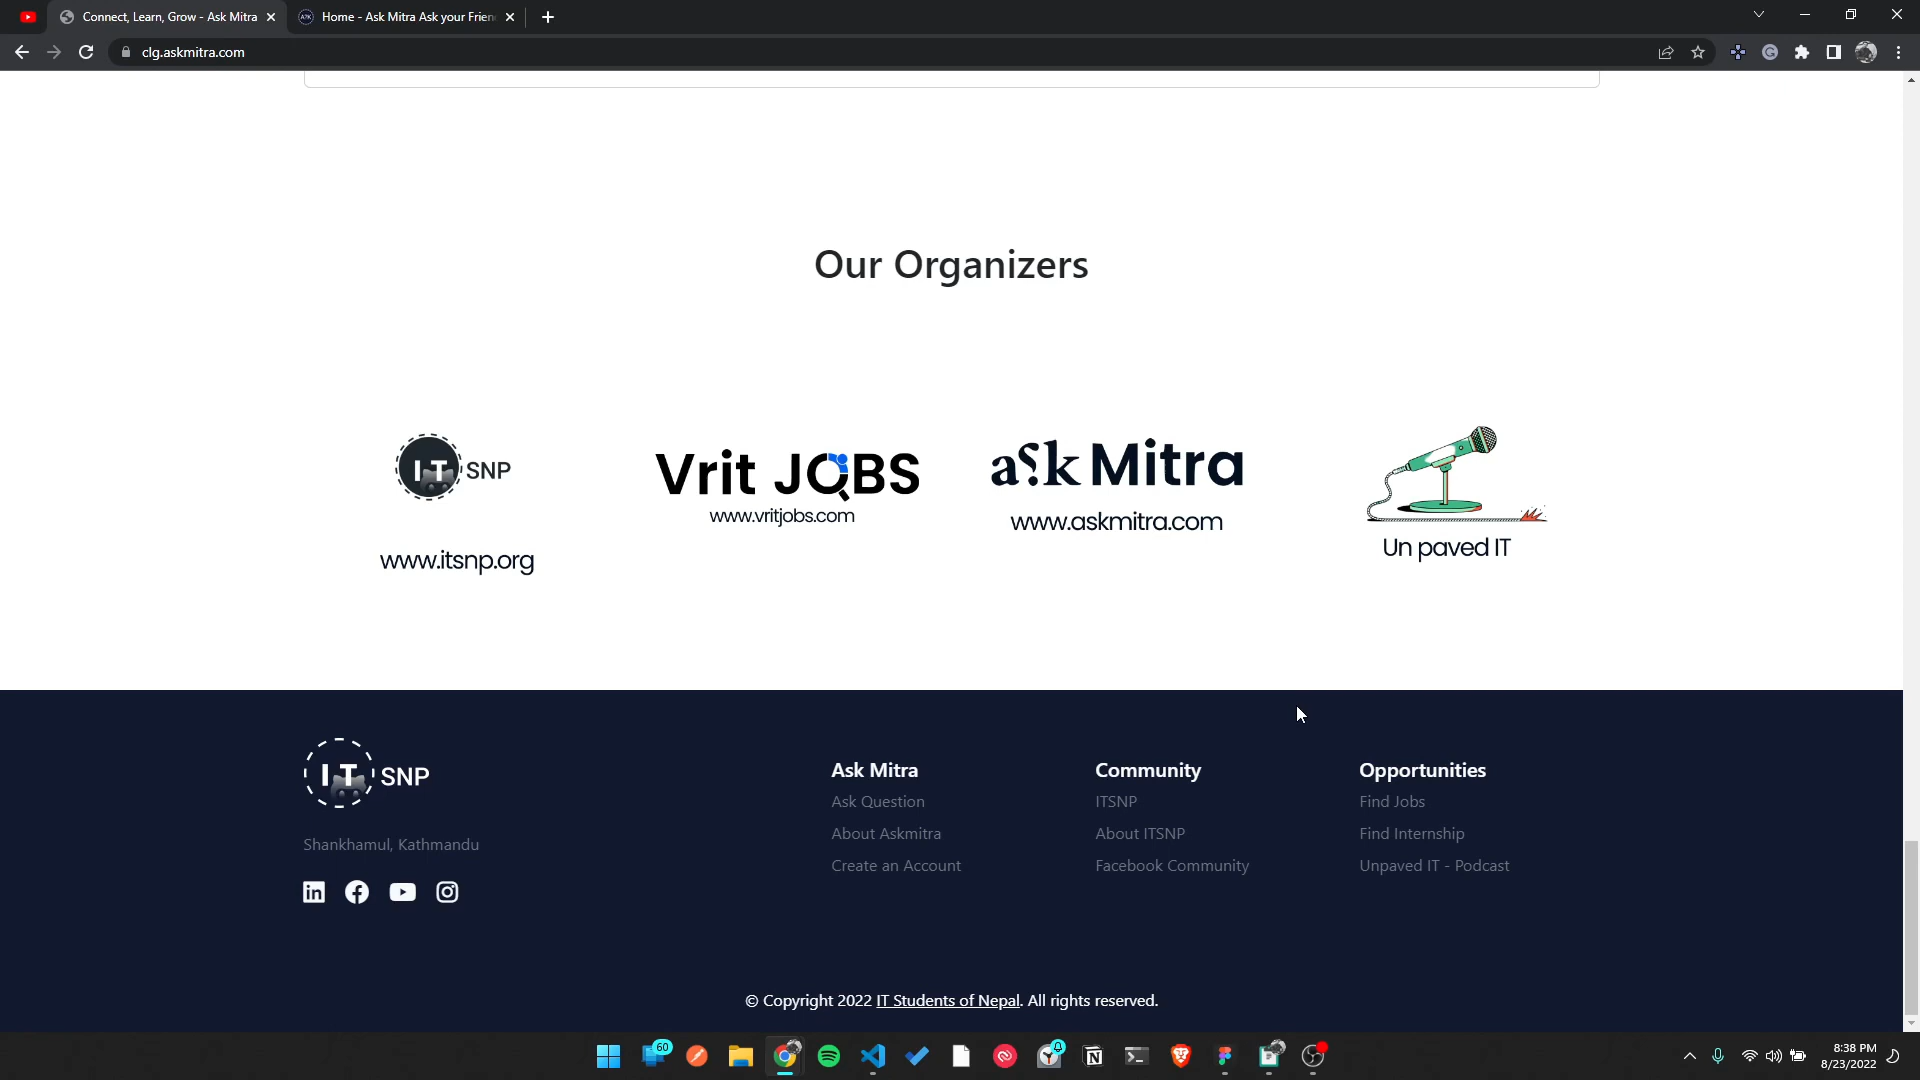 Connect, Learn, Grow - Ask Mitra
Home - Ask Mitra Ask your Frien
clg.askmitra.com
Our Organizers
IT SNP
www.itsnp.org
Vrit JOBS
www.vritjobs.com
ask Mitra
www.askmitra.com
Un paved IT
IT SNP
Shankhamul, Kathmandu
Ask Mitra
Ask Question
About Askmitra
Create an Account
Community
ITSNP
About ITSNP
Facebook Community
Opportunities
Find Jobs
Find Internship
Unpaved IT - Podcast
© Copyright 2022 IT Students of Nepal. All rights reserved.
60
8:38 PM
8/23/2022